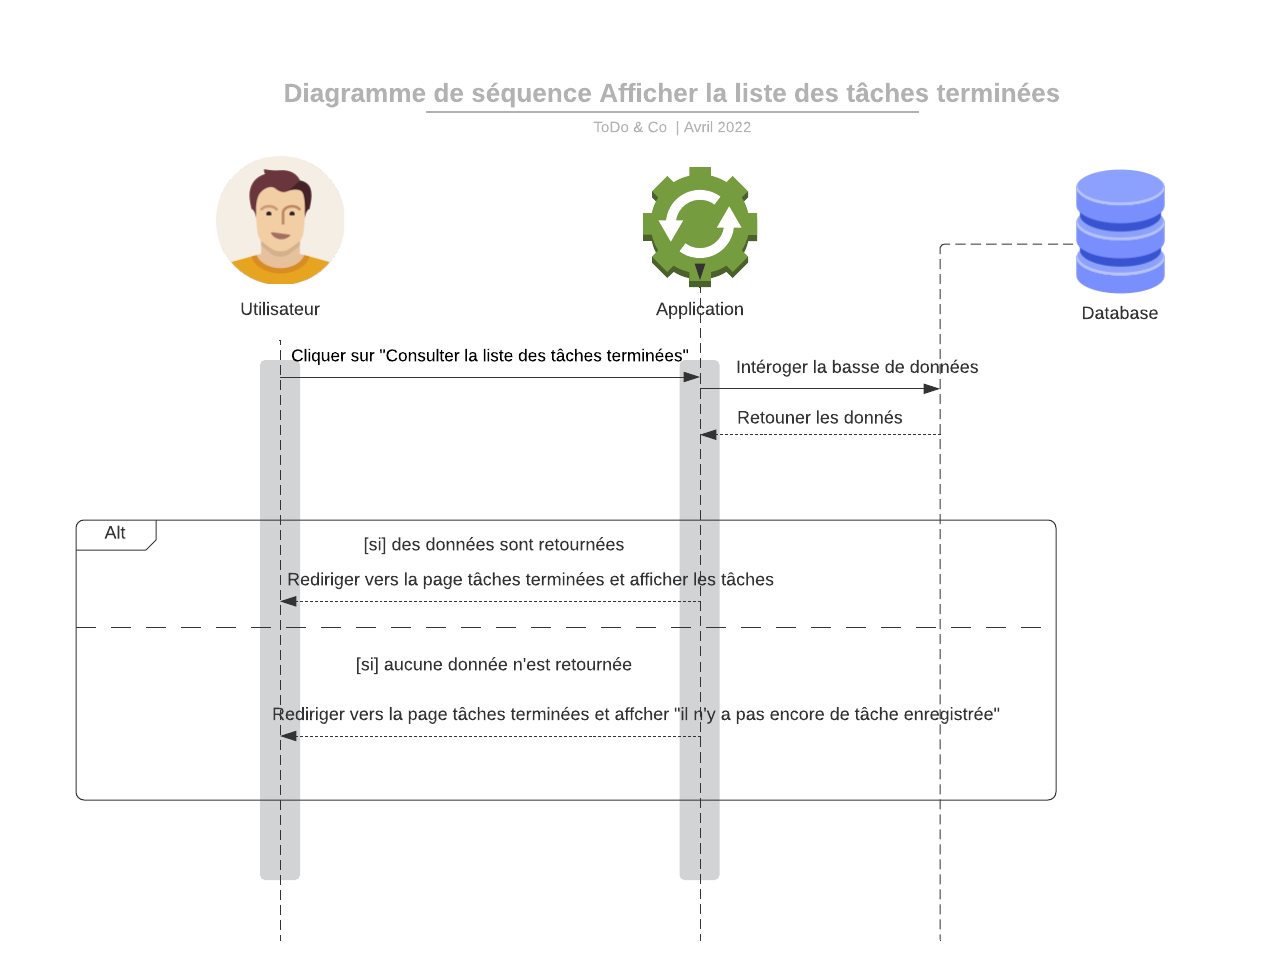 Diagramme de séquence Afficher la liste des tâches terminées
ToDo & Co | Avril 2022
Utilisateur
Application
Database
Cliquer sur "Consulter la liste des tâches terminées"
Intéroger la basse de données
Retouner les donnés
Alt
[si] des données sont retournées
Rediriger vers la page tâches terminées et afficher les tâches
[si] aucune donnée n'est retournée
Rediriger vers la page tâches terminées et affcher "il n'y a pas encore de tâche enregistrée"